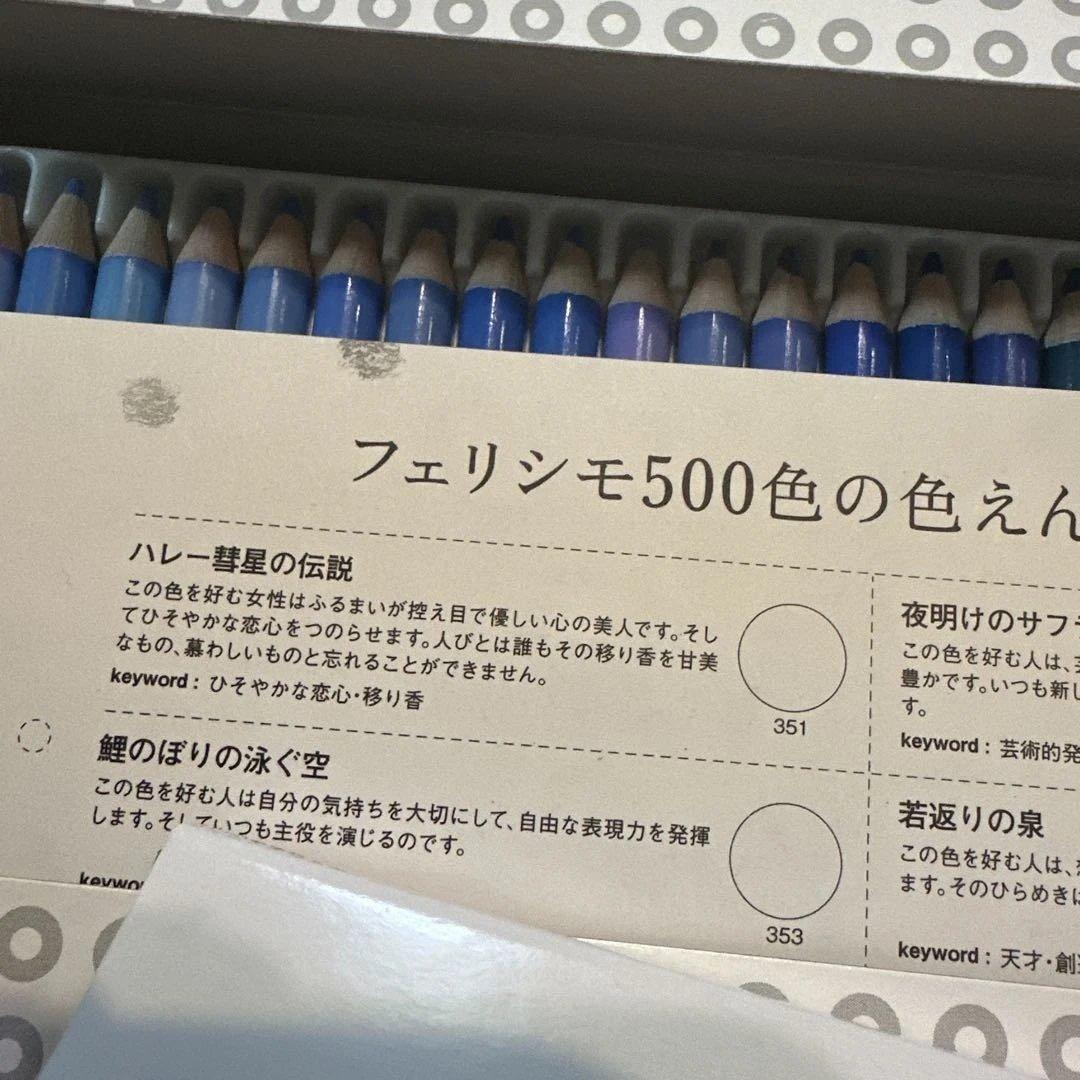 フェリシモ500色の色えん
ハレー彗星の伝説
この色を好む女性はふるまいが控え目で優しい心の美人です。そし
てひそやかな恋心をつのらせます。人びとは誰もその移り香を甘美
なもの、慕わしいものと忘れることができません。
keyword : ひそやかな恋心・移り香
351
鯉のぼりの泳ぐ空
この色を好む人は自分の気持ちを大切にして、自由な表現力を発揮
します。そしていつも主役を演じるのです。
353
夜明けのサフ
この色を好む人は、
豊かです。いつも新し
す。
keyword : 芸術的発
若返りの泉
この色を好む人は、
ます。そのひらめきは
keyword : 天才・創